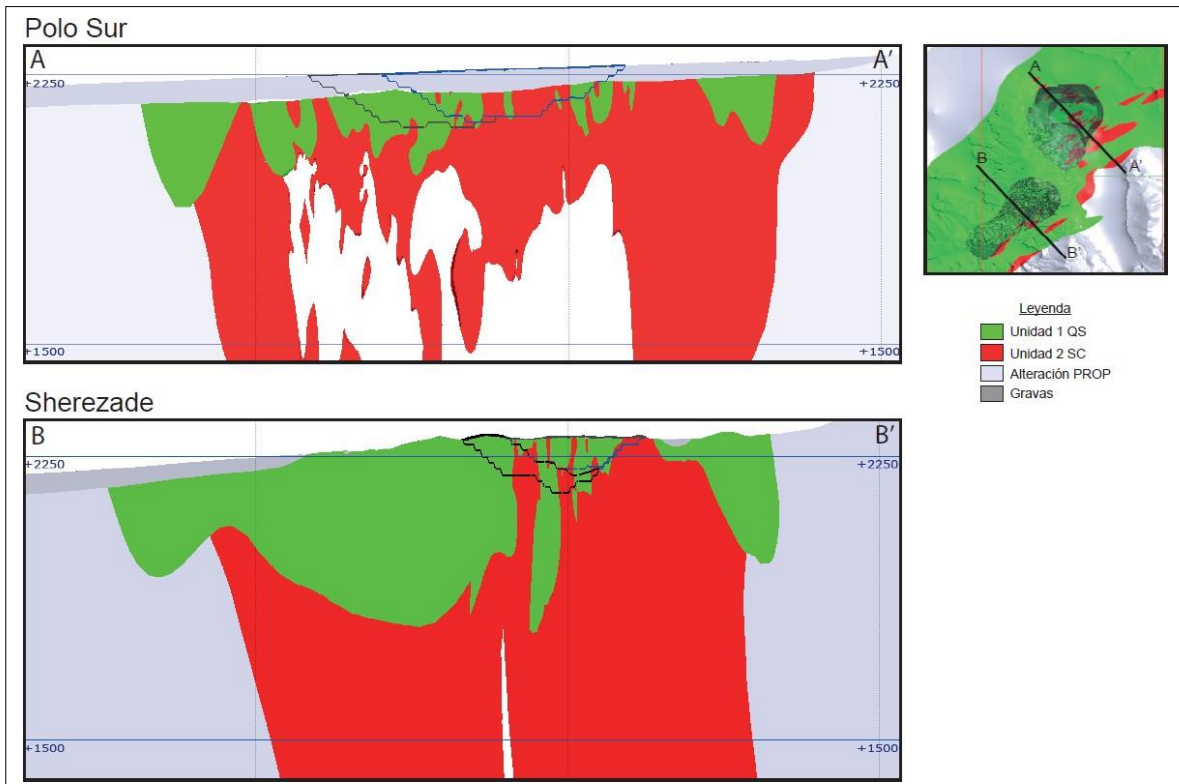 Polo Sur
A A'
+2250 +2250
+1500 +1500
A
B
A'
B'
Leyenda
Unidad 1 QS
Unidad 2 SC
Alteración PROP
Gravas
Sherezade
B B'
+2250 +2250
+1500 +1500